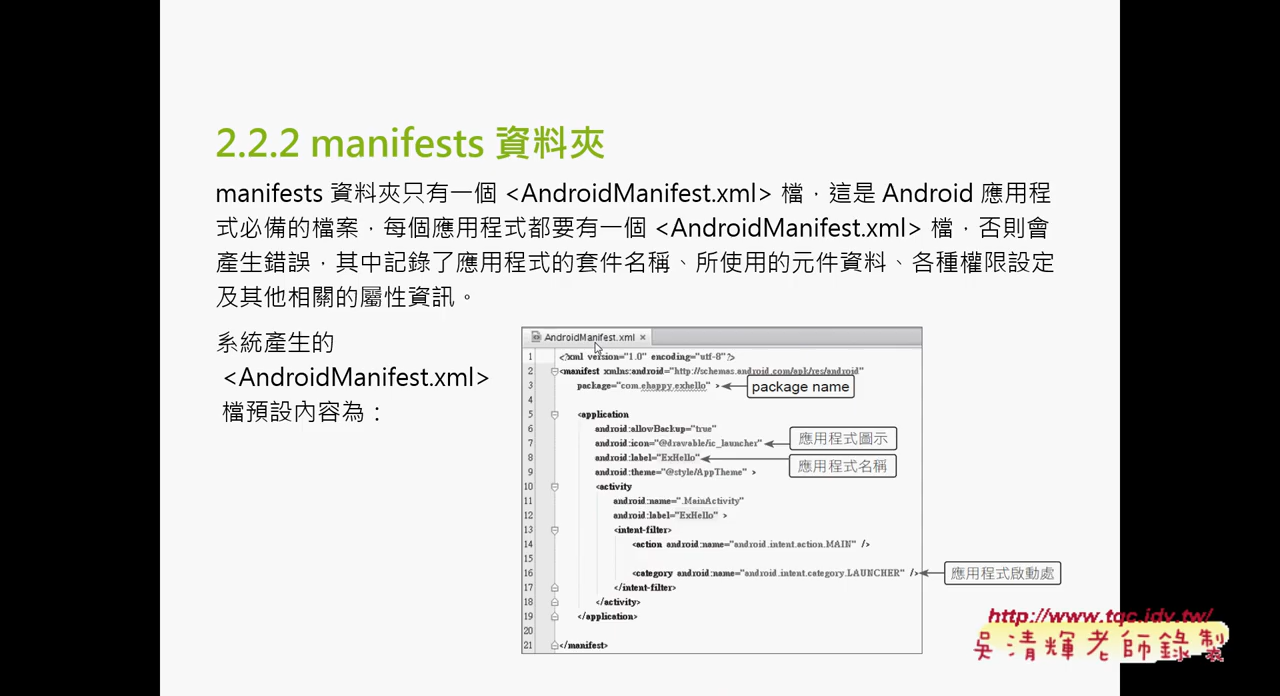 2.2.2 manifests 資料夾
manifests 資料夾只有一個 <AndroidManifest.xml> 檔，這是 Android 應用程
式必備的檔案，每個應用程式都要有一個 <AndroidManifest.xml> 檔，否則會
產生錯誤，其中記錄了應用程式的套件名稱、所使用的元件資料、各種權限設定
及其他相關的屬性資訊。
系統產生的
<AndroidManifest.xml>
檔預設內容為：
AndroidManifest.xml ×
1 <?xml version="1.0" encoding="utf-8"?>
2 <manifest xmlns:android="http://schemas.android.com/apk/res/android"
3 package="com.ehappy.exhello" > package name
4
5 <application
6 android:allowBackup="true"
7 android:icon="@drawable/ic_launcher" 應用程式圖示
8 android:label="ExHello" 應用程式名稱
9 android:theme="@style/AppTheme" >
10 <activity
11 android:name=".MainActivity"
12 android:label="ExHello" >
13 <intent-filter>
14 <action android:name="android.intent.action.MAIN" />
15
16 <category android:name="android.intent.category.LAUNCHER" /> 應用程式啟動處
17 </intent-filter>
18 </activity>
19 </application>
20
21 </manifest>
http://www.tqc.idv.tw/
吳清輝老師錄製